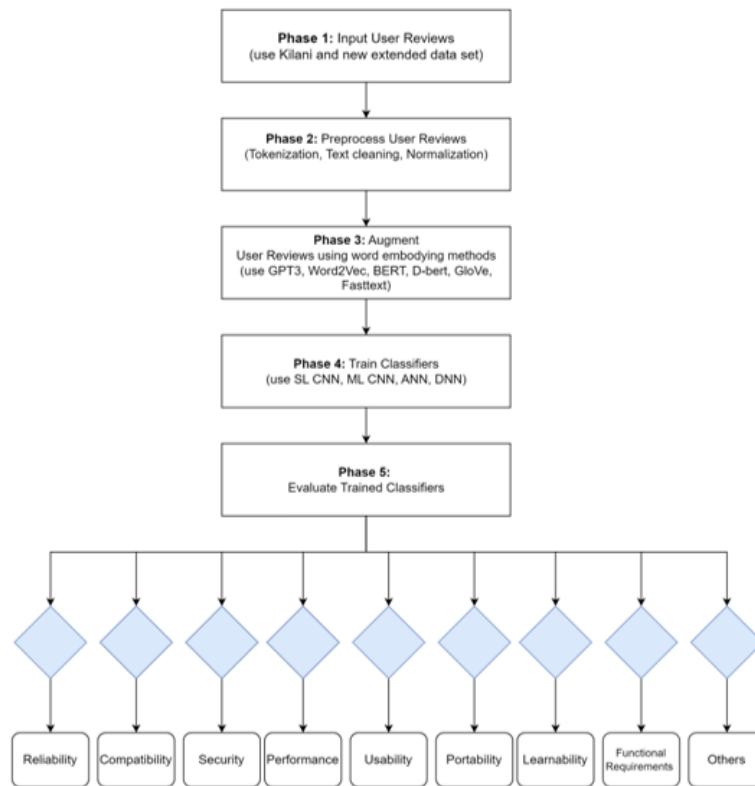 Phase 1: Input User Reviews
(use Kilani and new extended data set)
Phase 2: Preprocess User Reviews
(Tokenization, Text cleaning, Normalization)
Phase 3: Augment
User Reviews using word embodying methods
(use GPT3, Word2Vec, BERT, D-bert, GloVe,
Fasttext)
Phase 4: Train Classifiers
(use SL CNN, ML CNN, ANN, DNN)
Phase 5:
Evaluate Trained Classifiers
Reliability
Compatibility
Security
Performance
Usability
Portability
Learnability
Functional
Requirements
Others